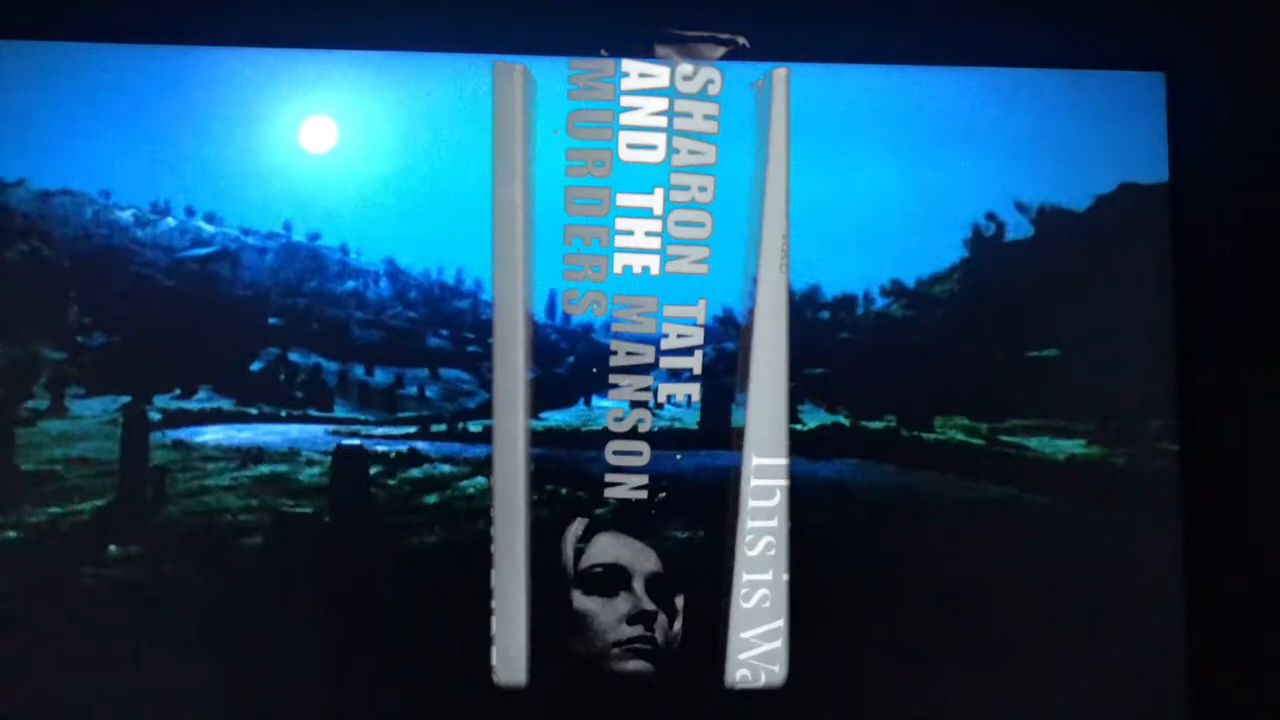 SHARON TATE
AND THE MANSON
MURDERS
This is Wa